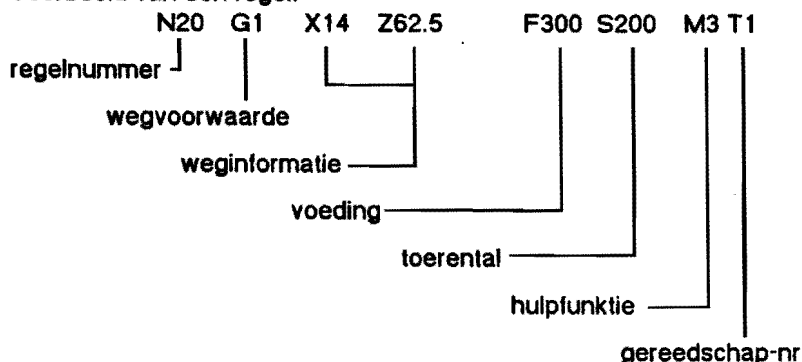 N20 G1 X14 Z62.5 F300 S200 M3 T1
regelnummer
wegvoorwaarde
weginformatie
voeding
toerental
hulpfunktie
gereedschap-nr